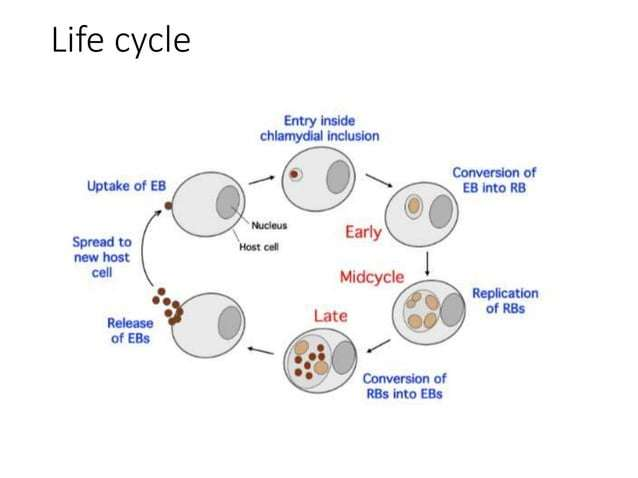 Life cycle
Entry inside
chlamydial inclusion
Conversion of
EB into RB
Uptake of EB
Nucleus
Host cell
Early
Spread to
new host
cell
Midcycle
Replication
of RBs
Late
Release
of EBs
Conversion of
RBs into EBs